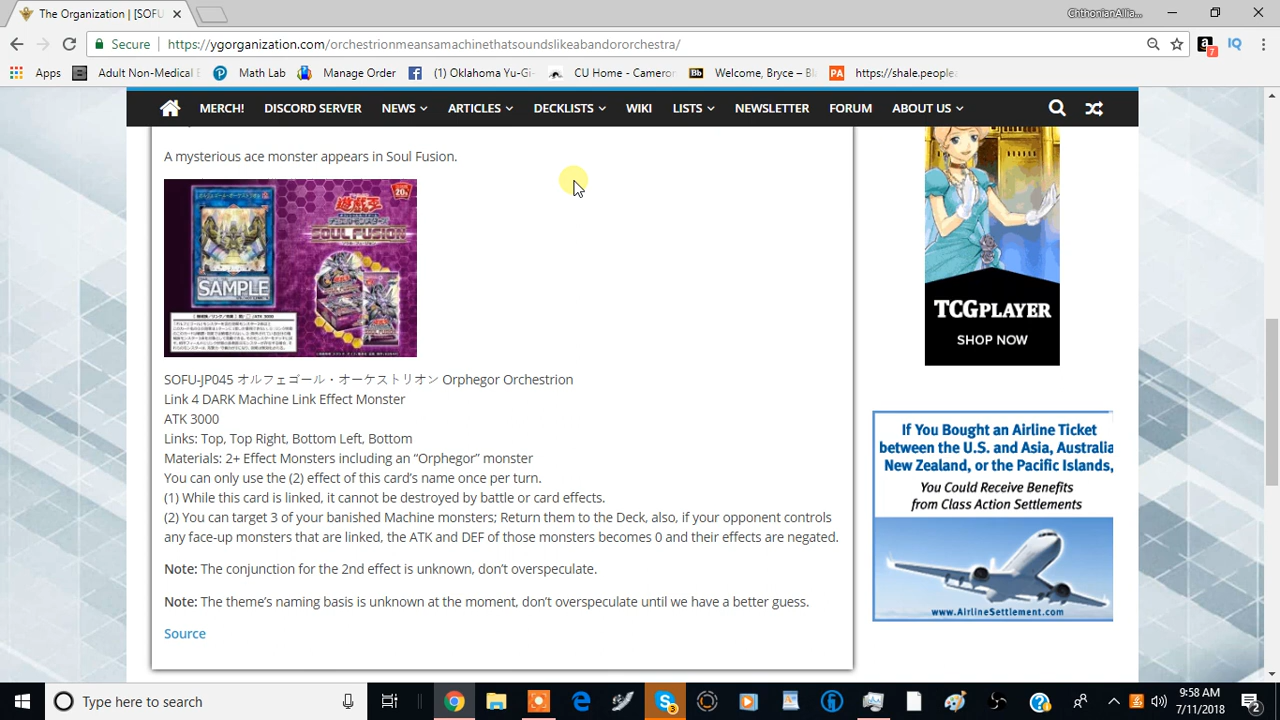 The Organization | [SOFU
ChthonianAllia...
Secure
https://ygorganization.com/orchestrionmeansamachinethatsoundslikeabandororchestra/
7
IQ
Apps
Adult Non-Medical
Math Lab
Manage Order
(1) Oklahoma Yu-Gi-
CU Home - Cameron
Bb
Welcome, Bryce – Bl
PA
https://shale.people
MERCH!
DISCORD SERVER
NEWS
ARTICLES
DECKLISTS
WIKI
LISTS
NEWSLETTER
FORUM
ABOUT US
A mysterious ace monster appears in Soul Fusion.
遊戯王
SOUL FUSION
SAMPLE
SOFU-JP045 オルフェゴール・オーケストリオン Orphegor Orchestrion
Link 4 DARK Machine Link Effect Monster
ATK 3000
Links: Top, Top Right, Bottom Left, Bottom
Materials: 2+ Effect Monsters including an “Orphegor” monster
You can only use the (2) effect of this card’s name once per turn.
(1) While this card is linked, it cannot be destroyed by battle or card effects.
(2) You can target 3 of your banished Machine monsters; Return them to the Deck, also, if your opponent controls
any face-up monsters that are linked, the ATK and DEF of those monsters becomes 0 and their effects are negated.
Note: The conjunction for the 2nd effect is unknown, don’t overspeculate.
Note: The theme’s naming basis is unknown at the moment, don’t overspeculate until we have a better guess.
Source
TCGPLAYER
SHOP NOW
If You Bought an Airline Ticket
between the U.S. and Asia, Australia
New Zealand, or the Pacific Islands,
You Could Receive Benefits
from Class Action Settlements
www.AirlineSettlement.com
Type here to search
3
9:58 AM
7/11/2018
2